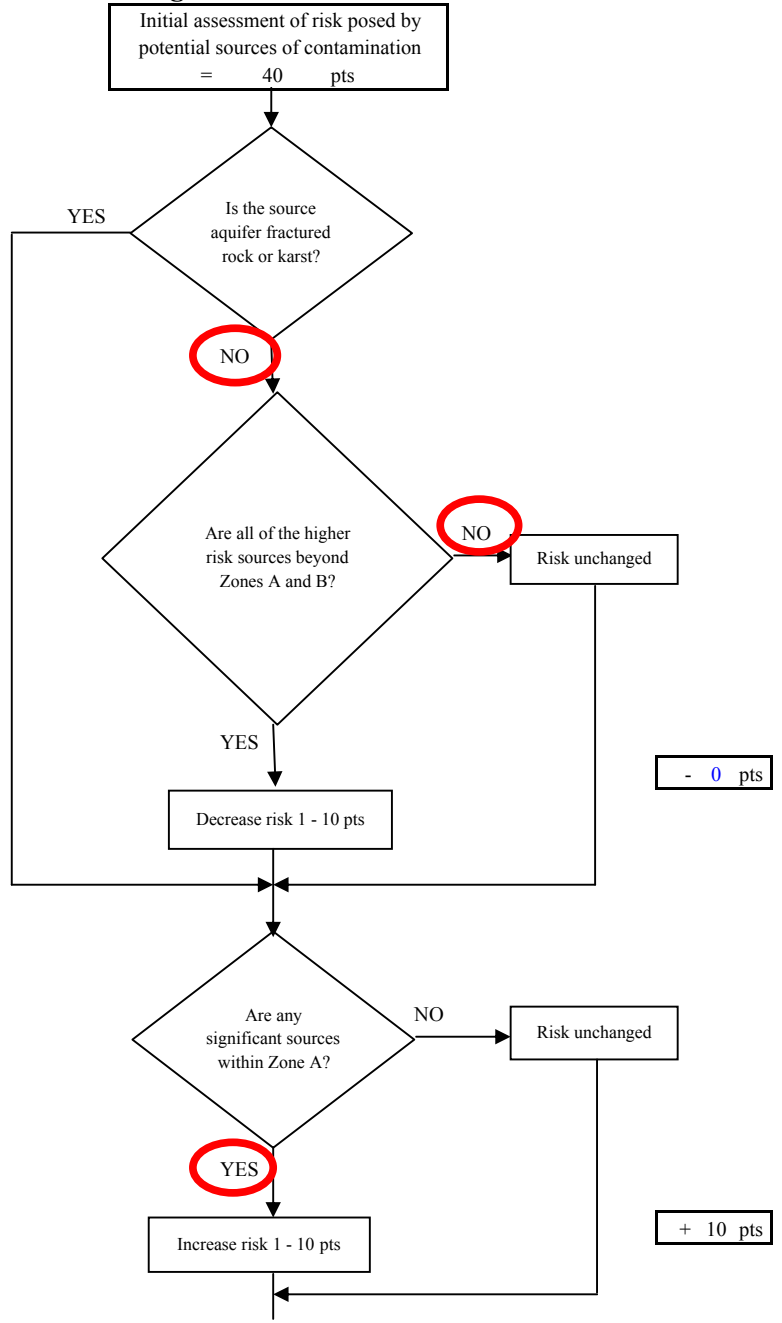 Initial assessment of risk posed by
potential sources of contamination
= 40 pts
YES
Is the source
aquifer fractured
rock or karst?
NO
Are all of the higher
risk sources beyond
Zones A and B?
NO
Risk unchanged
YES
- 0 pts
Decrease risk 1 - 10 pts
Are any
significant sources
within Zone A?
NO
Risk unchanged
YES
Increase risk 1 - 10 pts
+ 10 pts